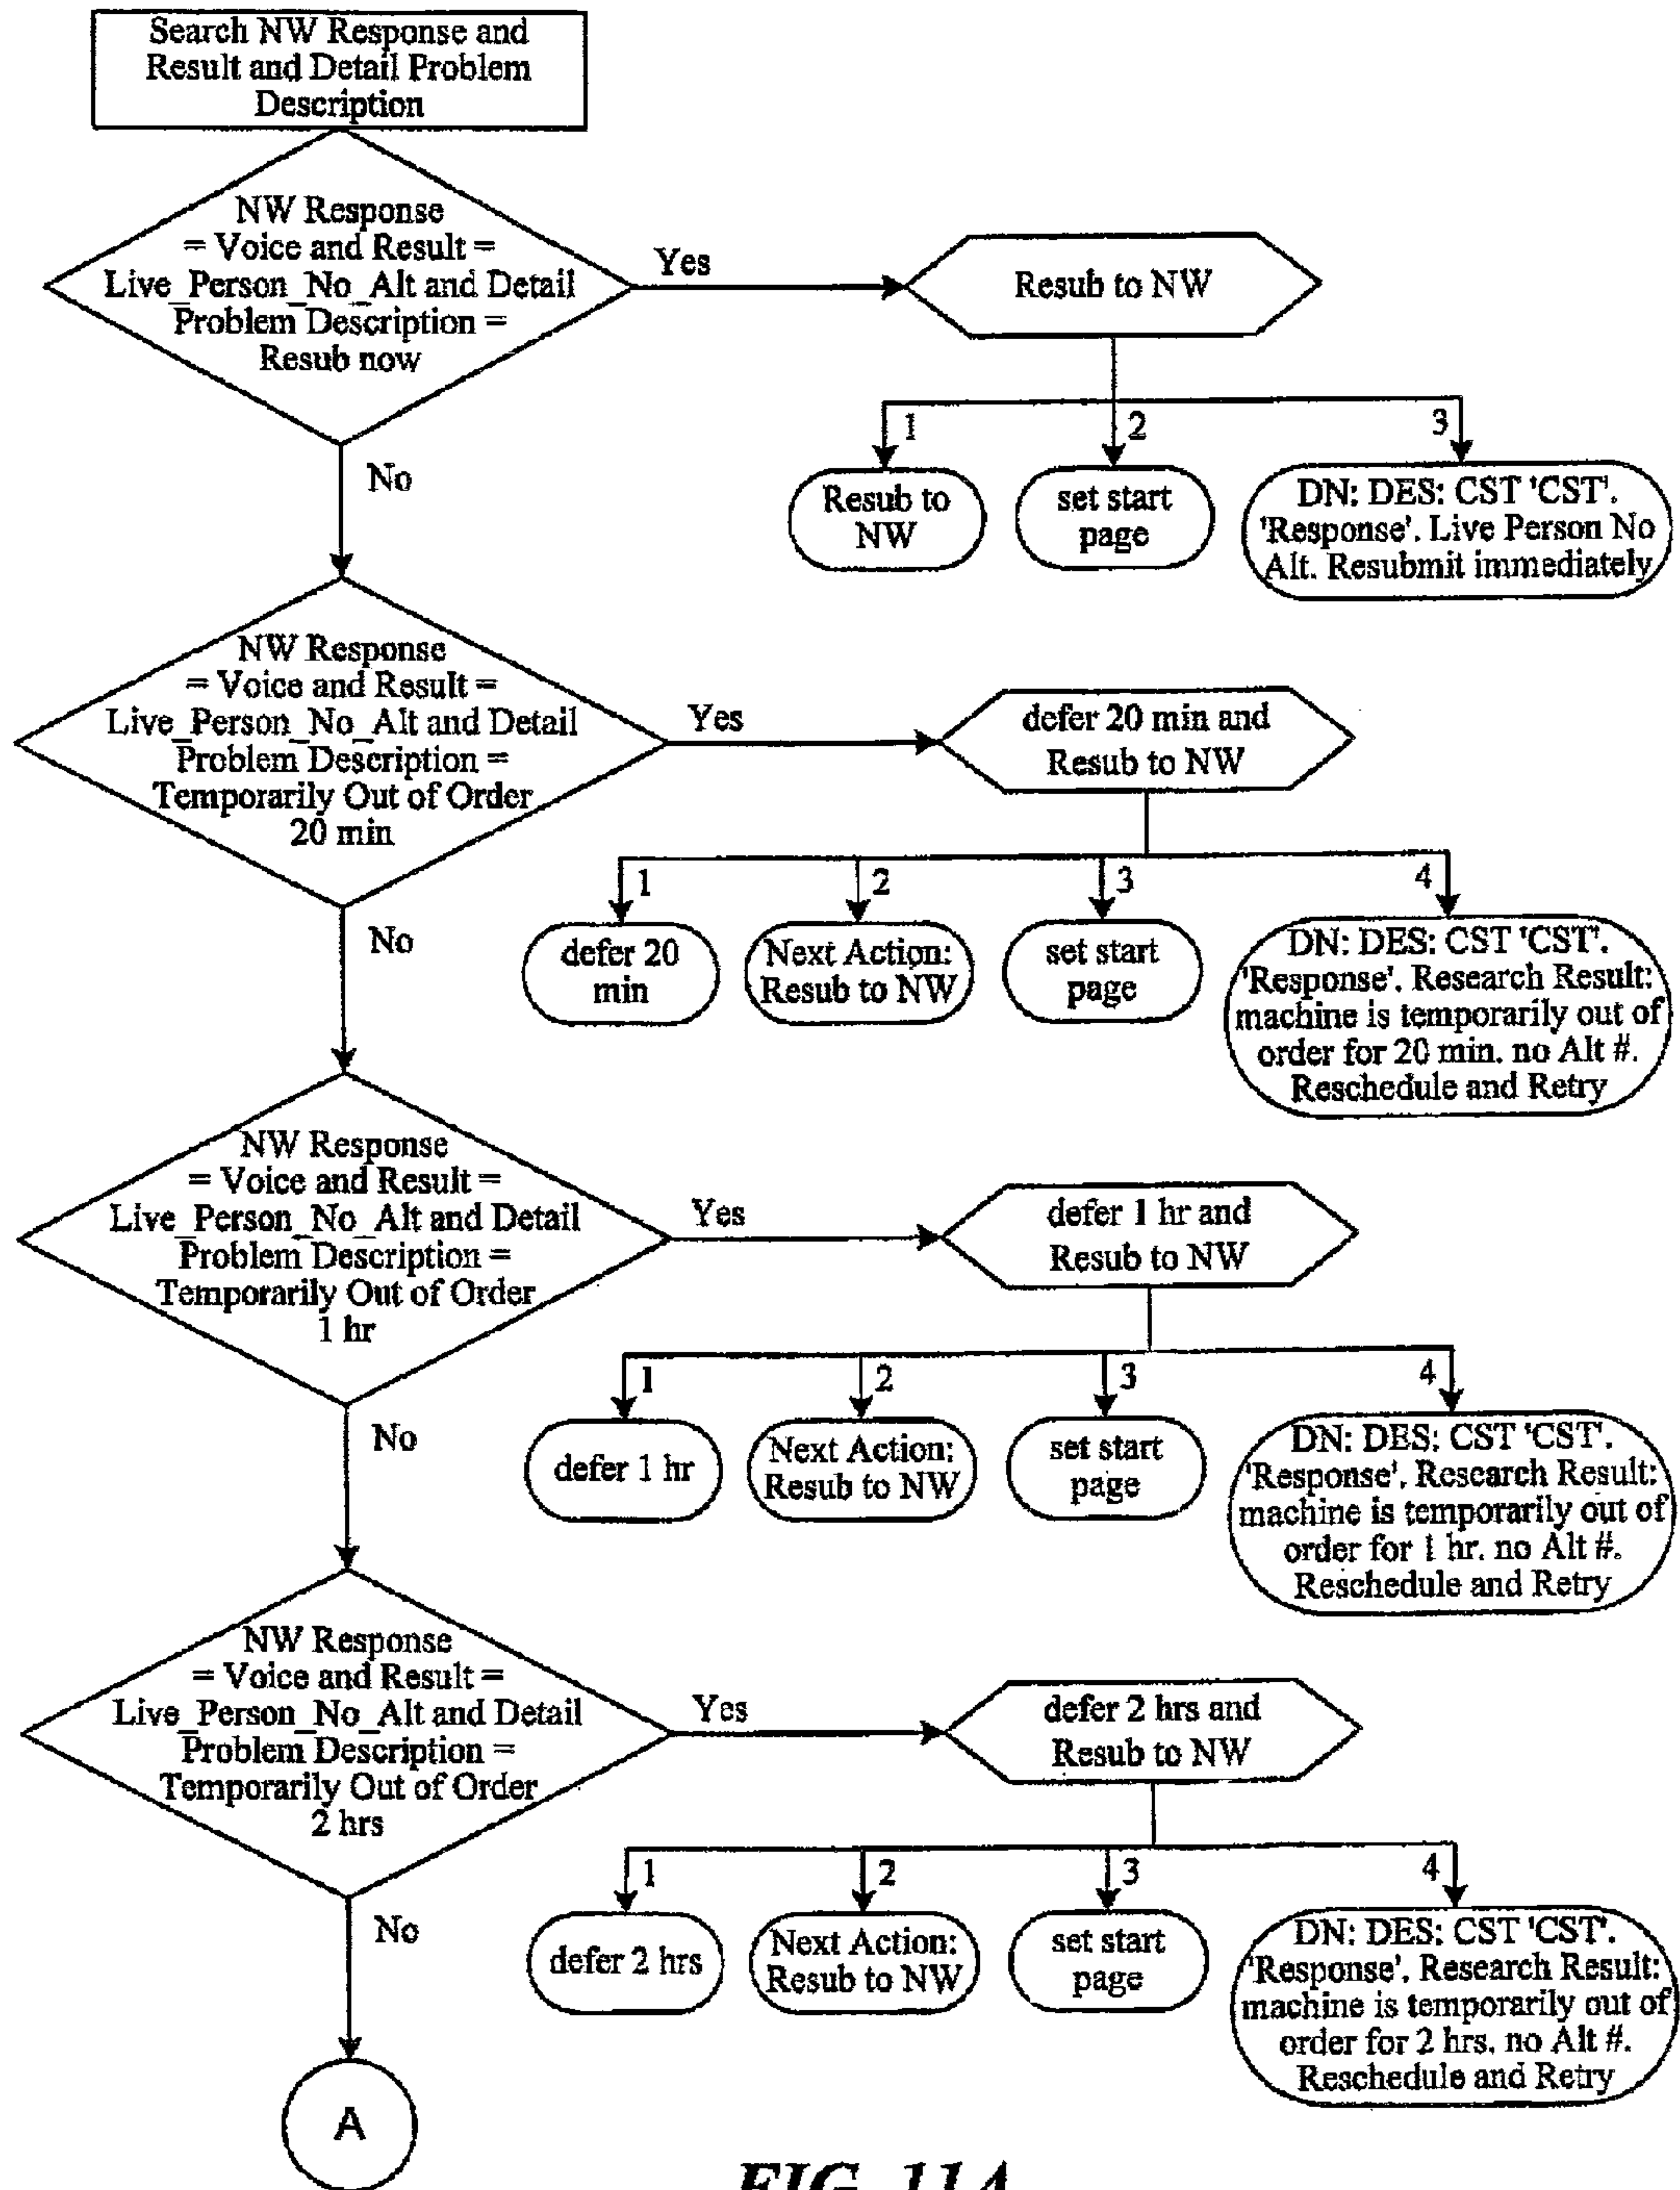 Search NW Response and
Result and Detail Problem
Description
NW Response
= Voice and Result =
Live_Person_No_Alt and Detail
Problem Description =
Resub now
Yes
Resub to NW
1
2
3
Resub to
NW
set start
page
DN: DES: CST 'CST'.
'Response'. Live Person No
Alt. Resubmit immediately
No
NW Response
= Voice and Result =
Live_Person_No_Alt and Detail
Problem Description =
Temporarily Out of Order
20 min
Yes
defer 20 min and
Resub to NW
1
2
3
4
defer 20
min
Next Action:
Resub to NW
set start
page
DN: DES: CST 'CST'.
'Response'. Research Result:
machine is temporarily out of
order for 20 min. no Alt #.
Reschedule and Retry
No
NW Response
= Voice and Result =
Live_Person_No_Alt and Detail
Problem Description =
Temporarily Out of Order
1 hr
Yes
defer 1 hr and
Resub to NW
1
2
3
4
defer 1 hr
Next Action:
Resub to NW
set start
page
DN: DES: CST 'CST'.
'Response'. Research Result:
machine is temporarily out of
order for 1 hr. no Alt #.
Reschedule and Retry
No
NW Response
= Voice and Result =
Live_Person_No_Alt and Detail
Problem Description =
Temporarily Out of Order
2 hrs
Yes
defer 2 hrs and
Resub to NW
1
2
3
4
defer 2 hrs
Next Action:
Resub to NW
set start
page
DN: DES: CST 'CST'.
'Response'. Research Result:
machine is temporarily out of
order for 2 hrs. no Alt #.
Reschedule and Retry
No
A
FIG. 11A